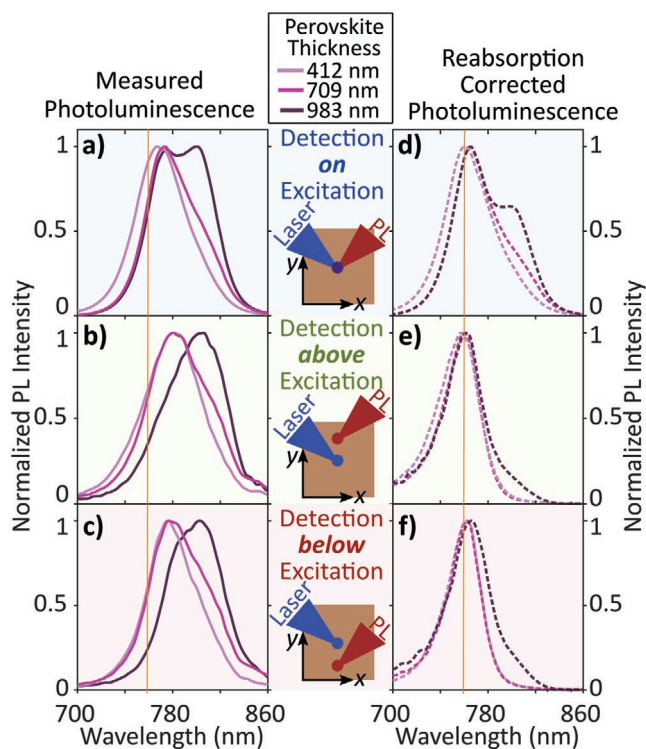 Perovskite
Thickness
412 nm
709 nm
983 nm
Measured
Photoluminescence
Reabsorption
Corrected
Photoluminescence
Normalized PL Intensity
1
0.5
0
a)
Detection
on
Excitation
Laser
PL
y
x
d)
1
0.5
0
1
0.5
0
b)
Detection
above
Excitation
Laser
PL
y
x
e)
1
0.5
0
1
0.5
0
c)
Detection
below
Excitation
Laser
PL
y
x
f)
1
0.5
0
Normalized PL Intensity
700 780 860
Wavelength (nm)
700 780 860
Wavelength (nm)